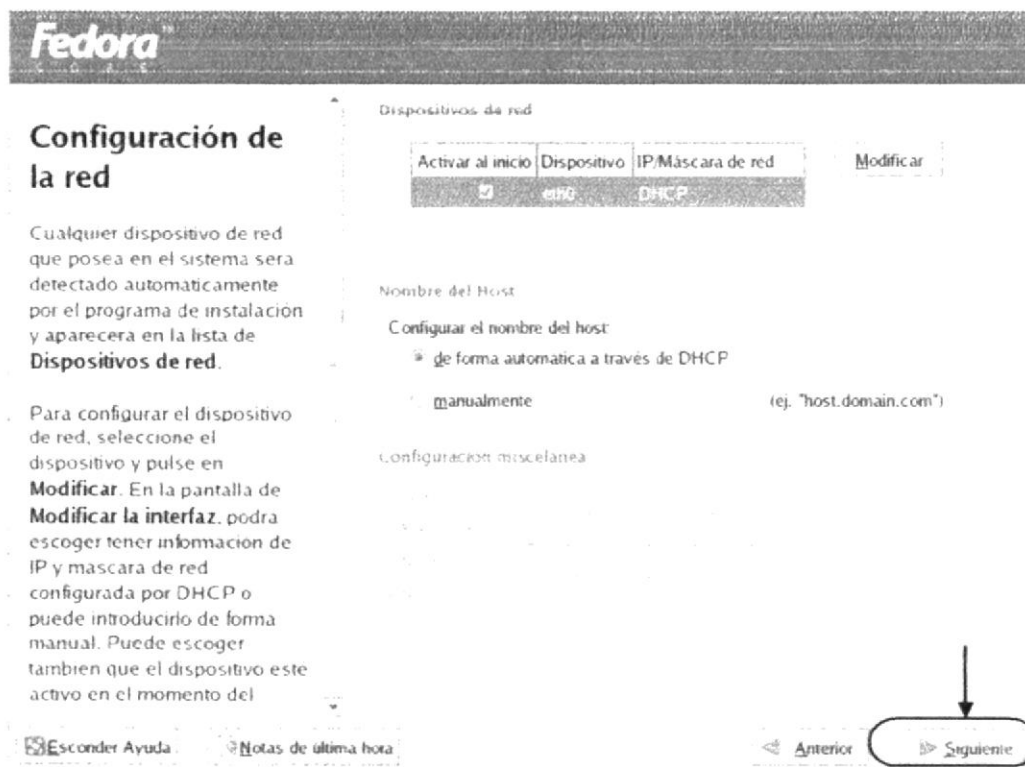 Fedora
CORE
Configuración de
la red
Cualquier dispositivo de red
que posea en el sistema sera
detectado automaticamente
por el programa de instalación
y aparecera en la lista de
Dispositivos de red.
Para configurar el dispositivo
de red, seleccione el
dispositivo y pulse en
Modificar. En la pantalla de
Modificar la interfaz, podra
escoger tener informacion de
IP y mascara de red
configurada por DHCP o
puede introducirlo de forma
manual. Puede escoger
tambien que el dispositivo este
activo en el momento del
Dispositivos de red
Activar al inicio Dispositivo IP/Máscara de red
eth0 DHCP
Modificar
Nombre del Host
Configurar el nombre del host:
de forma automatica a través de DHCP
manualmente (ej. "host.domain.com")
Configuracion miscelanea
Esconder Ayuda Notas de última hora Anterior Siguiente